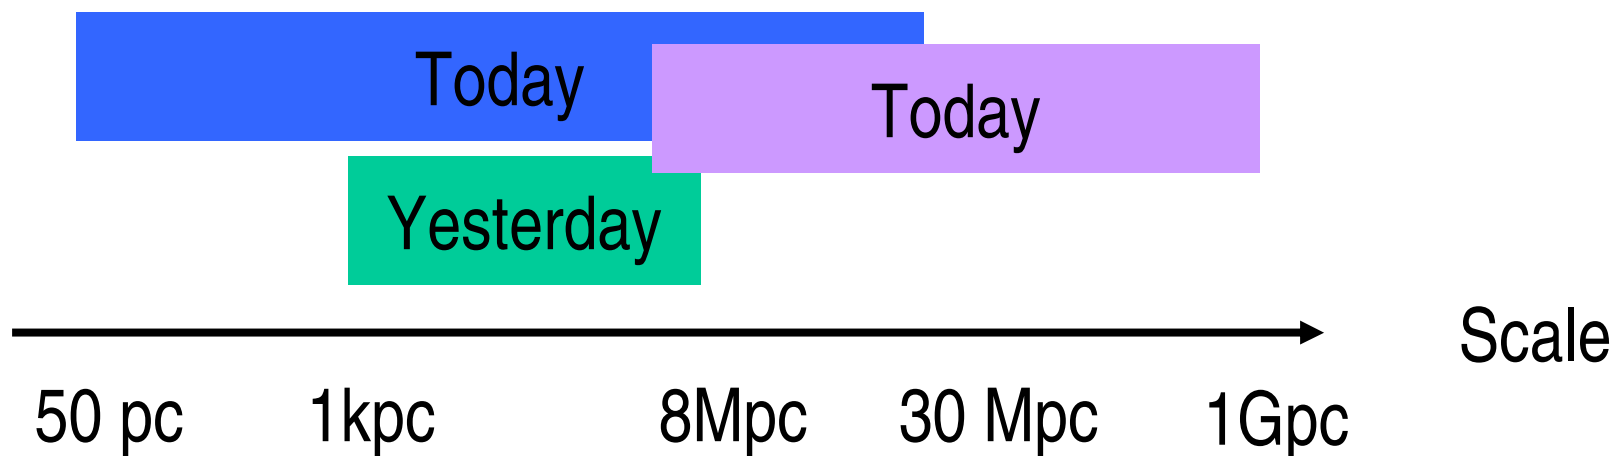 Today
Today
Yesterday
Scale
50 pc 1kpc 8Mpc 30 Mpc 1Gpc